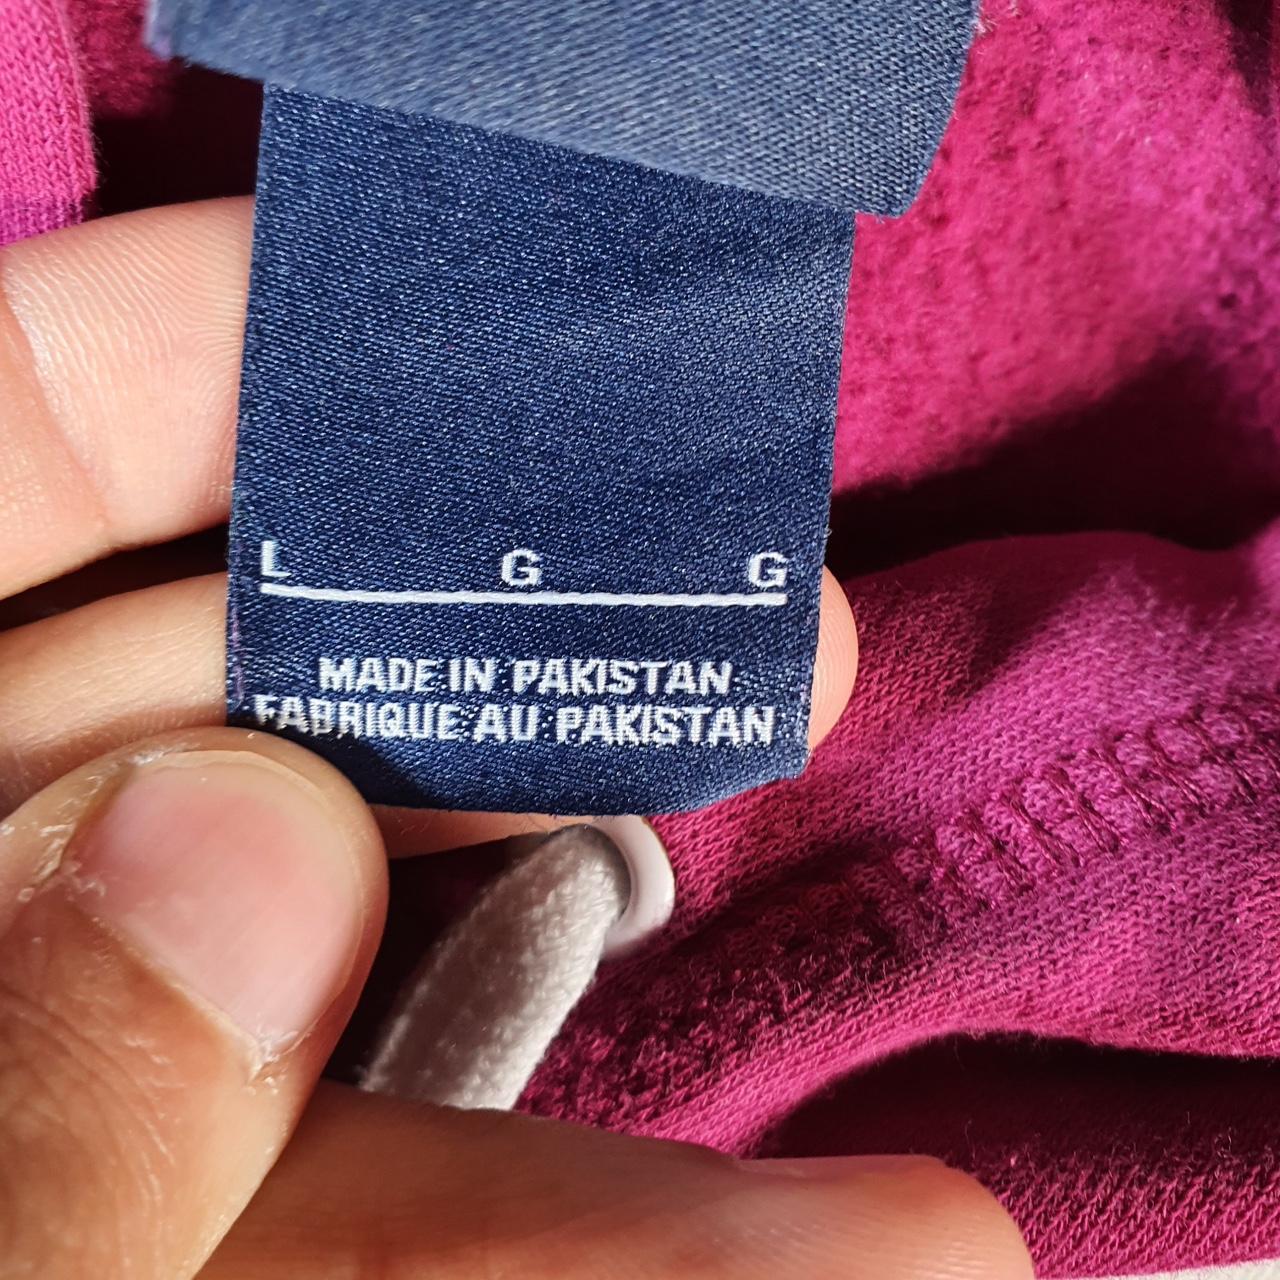 L G G
MADE IN PAKISTAN
FABRIQUE AU PAKISTAN